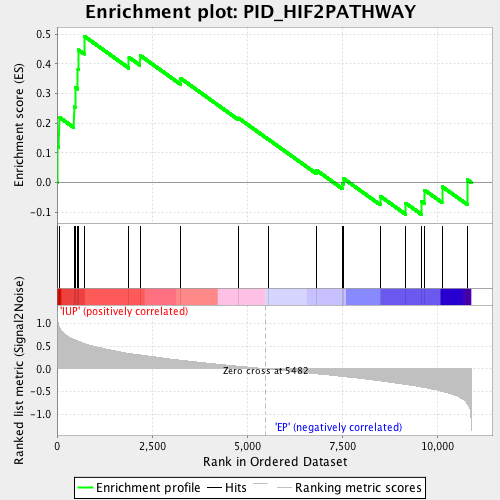 Enrichment plot: PID_HIF2PATHWAY
Enrichment score (ES)
0.5
0.4
0.3
0.2
0.1
0.0
-0.1
'IUP' (positively correlated)
Ranked list metric (Signal2Noise)
1.0
0.5
0.0
-0.5
-1.0
Zero cross at 5482
'EP' (negatively correlated)
0
2,500
5,000
7,500
10,000
Rank in Ordered Dataset
Enrichment profile
Hits
Ranking metric scores